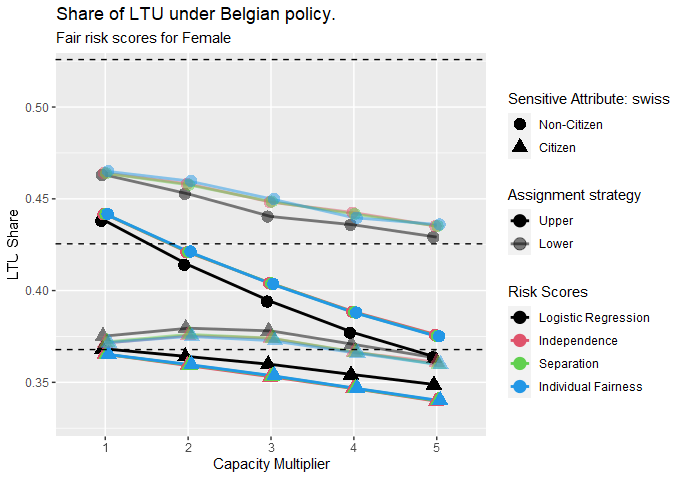 Share of LTU under Belgian policy.
Fair risk scores for Female
LTU Share
0.50
0.45
0.40
0.35
1 2 3 4 5
Capacity Multiplier
Sensitive Attribute: swiss
Non-Citizen
Citizen
Assignment strategy
Upper
Lower
Risk Scores
Logistic Regression
Independence
Separation
Individual Fairness